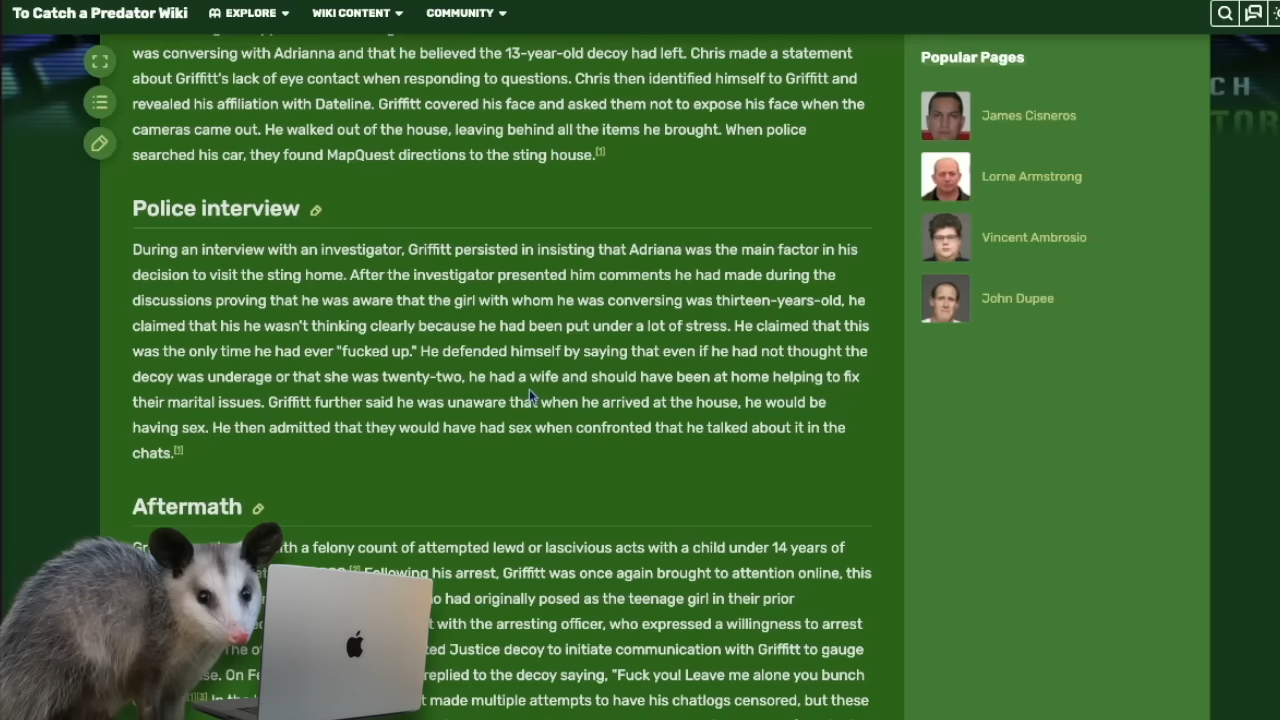 To Catch a Predator Wiki EXPLORE WIKI CONTENT COMMUNITY
was conversing with Adrianna and that he believed the 13-year-old decoy had left. Chris made a statement
about Griffitt's lack of eye contact when responding to questions. Chris then identified himself to Griffitt and
revealed his affiliation with Dateline. Griffitt covered his face and asked them not to expose his face when the
cameras came out. He walked out of the house, leaving behind all the items he brought. When police
searched his car, they found MapQuest directions to the sting house.[1]
Police interview
During an interview with an investigator, Griffitt persisted in insisting that Adriana was the main factor in his
decision to visit the sting home. After the investigator presented him comments he had made during the
discussions proving that he was aware that the girl with whom he was conversing was thirteen-years-old, he
claimed that his he wasn't thinking clearly because he had been put under a lot of stress. He claimed that this
was the only time he had ever "fucked up." He defended himself by saying that even if he had not thought the
decoy was underage or that she was twenty-two, he had a wife and should have been at home helping to fix
their marital issues. Griffitt further said he was unaware that when he arrived at the house, he would be
having sex. He then admitted that they would have had sex when confronted that he talked about it in the
chats.[1]
Aftermath
a felony count of attempted lewd or lascivious acts with a child under 14 years of
Following his arrest, Griffitt was once again brought to attention online, this
had originally posed as the teenage girl in their prior
with the arresting officer, who expressed a willingness to arrest
Justice decoy to initiate communication with Griffitt to gauge
replied to the decoy saying, "Fuck you! Leave me alone you bunch
made multiple attempts to have his chatlogs censored, but these
Popular Pages
James Cisneros
Lorne Armstrong
Vincent Ambrosio
John Dupee
CH
TOR